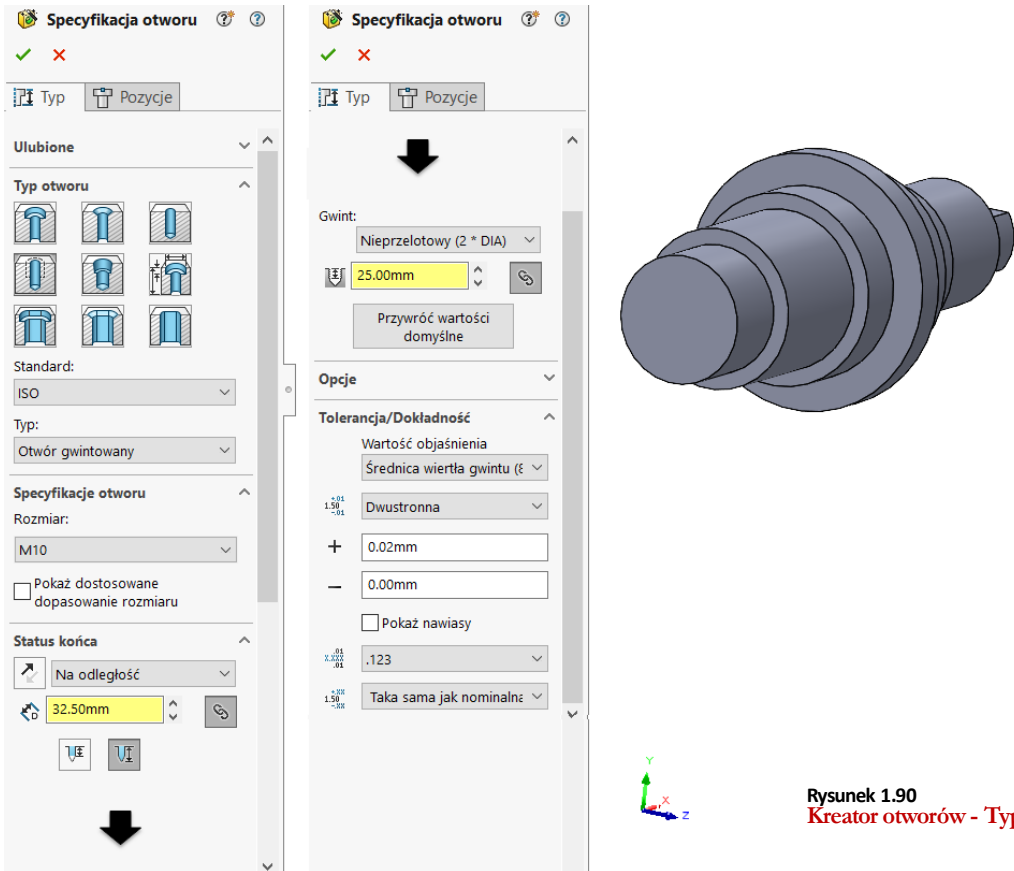 Specyfikacja otworu
Typ Pozycje
Ulubione
Typ otworu
Standard:
ISO
Typ:
Otwór gwintowany
Specyfikacje otworu
Rozmiar:
M10
Pokaż dostosowane
dopasowanie rozmiaru
Status końca
Na odległość
32.50mm
Specyfikacja otworu
Typ Pozycje
Gwint:
Nieprzelotowy (2 * DIA)
25.00mm
Przywróć wartości
domyślne
Opcje
Tolerancja/Dokładność
Wartość objaśnienia
Średnica wiertła gwintu (8
Dwustronna
+ 0.02mm
− 0.00mm
Pokaż nawiasy
.123
Taka sama jak nominalna
Y
X
Z
Rysunek 1.90
Kreator otworów - Typ